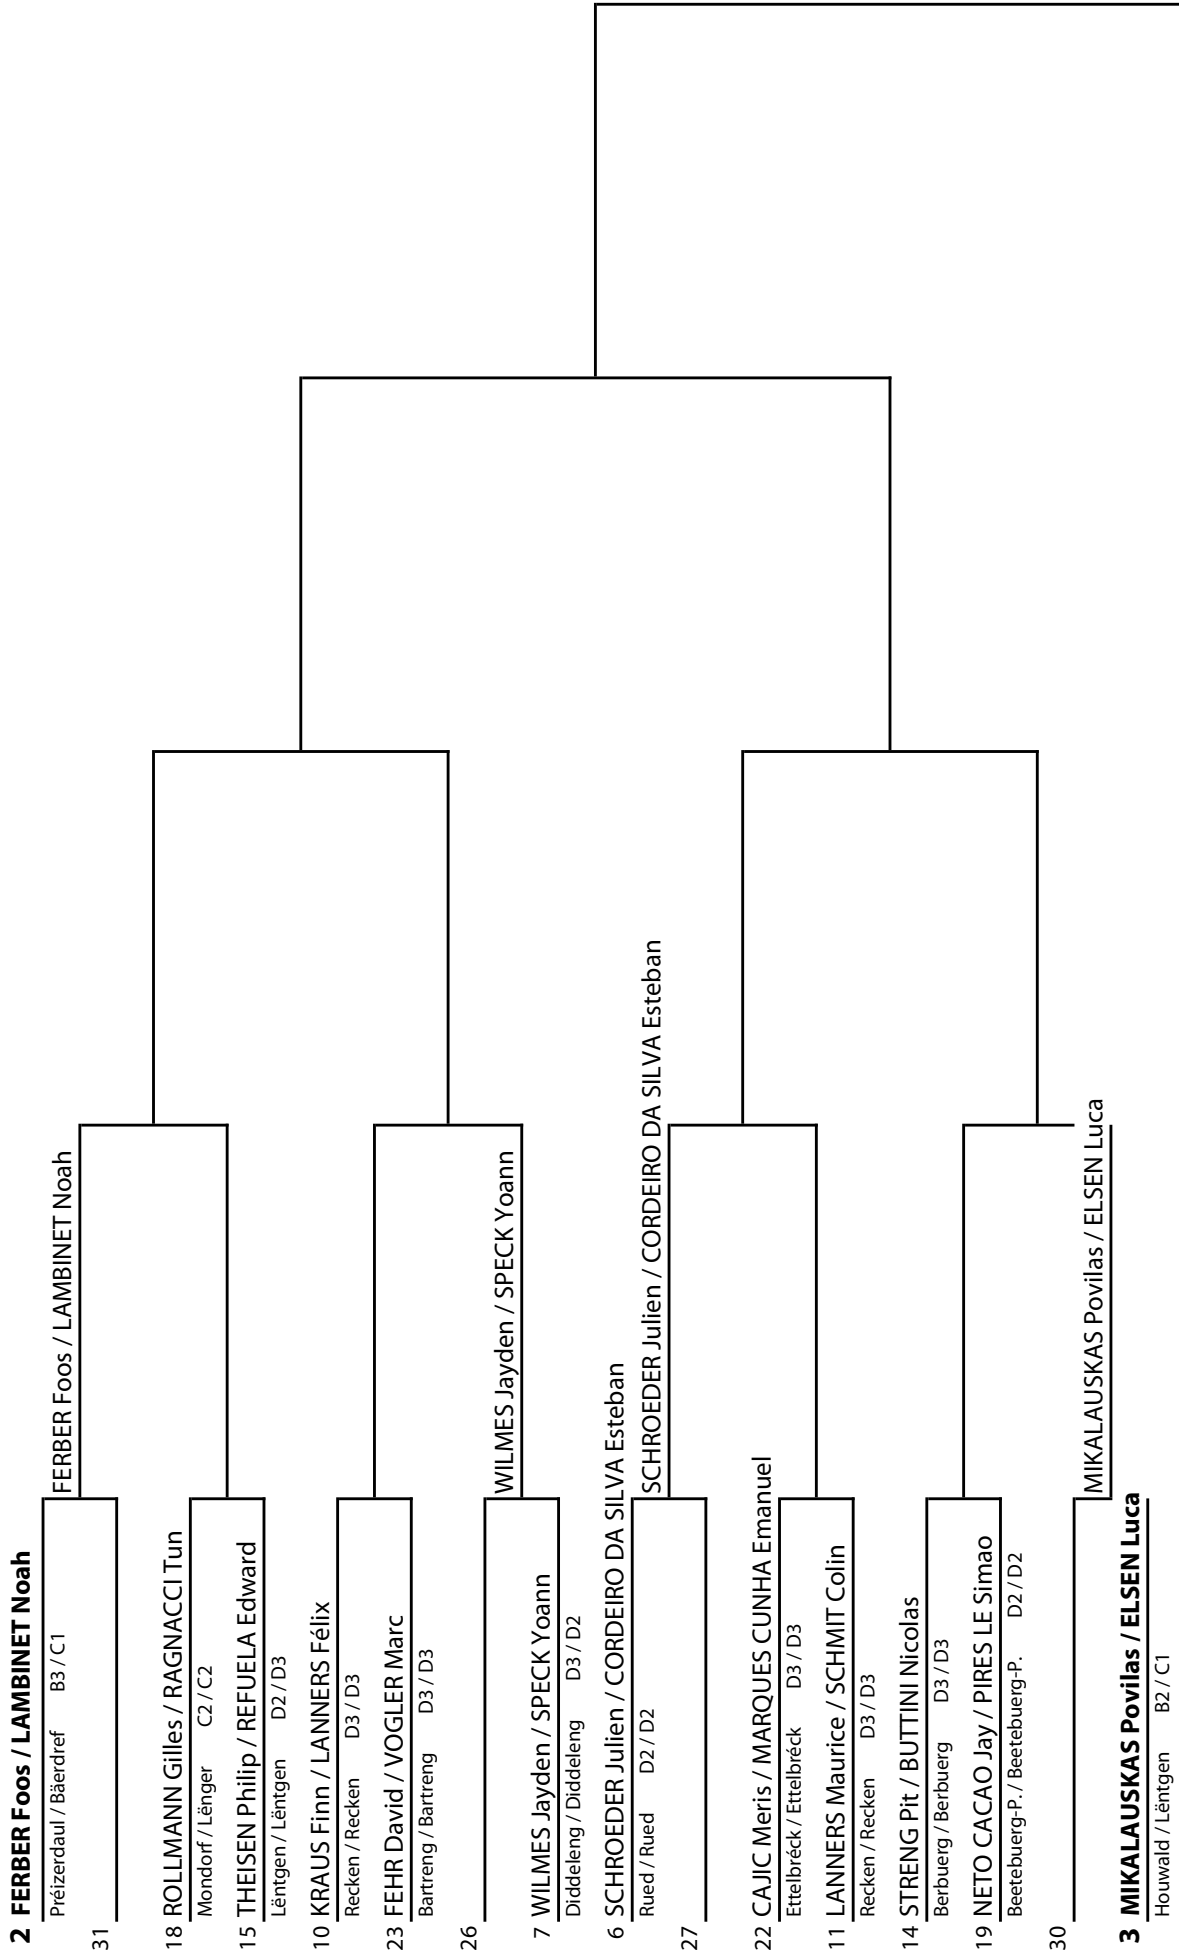 2 FERBER Foos / LAMBINET Noah
Préizerdaul / Bäerdref B3 / C1
FERBER Foos / LAMBINET Noah
31
18 ROLLMANN Gilles / RAGNACCI Tun
Mondorf / Lënger C2 / C2
15 THEISEN Philip / REFUELA Edward
Lëntgen / Lëntgen D2 / D3
10 KRAUS Finn / LANNERS Félix
Recken / Recken D3 / D3
23 FEHR David / VOGLER Marc
Bartreng / Bartreng D3 / D3
26
WILMES Jayden / SPECK Yoann
7 WILMES Jayden / SPECK Yoann
Diddeleng / Diddeleng D3 / D2
6 SCHROEDER Julien / CORDEIRO DA SILVA Esteban
Rued / Rued D2 / D2
SCHROEDER Julien / CORDEIRO DA SILVA Esteban
27
22 CAJIC Meris / MARQUES CUNHA Emanuel
Ettelbréck / Ettelbréck D3 / D3
11 LANNERS Maurice / SCHMIT Colin
Recken / Recken D3 / D3
14 STRENG Pit / BUTTINI Nicolas
Berbuerg / Berbuerg D3 / D3
19 NETO CACAO Jay / PIRES LE Simao
Beetebuerg-P. / Beetebuerg-P. D2 / D2
30
MIKALAUSKAS Povilas / ELSEN Luca
3 MIKALAUSKAS Povilas / ELSEN Luca
Houwald / Lëntgen B2 / C1